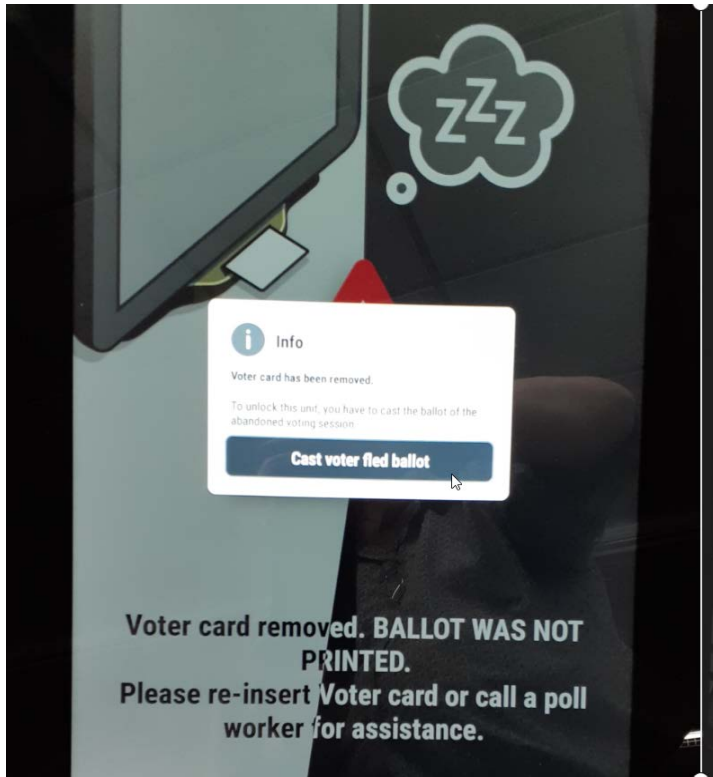 ZZZ
Info
Voter card has been removed.
To unlock this unit, you have to cast the ballot of the
abandoned voting session
Cast voter fled ballot
Voter card removed. BALLOT WAS NOT
PRINTED.
Please re-insert Voter card or call a poll
worker for assistance.